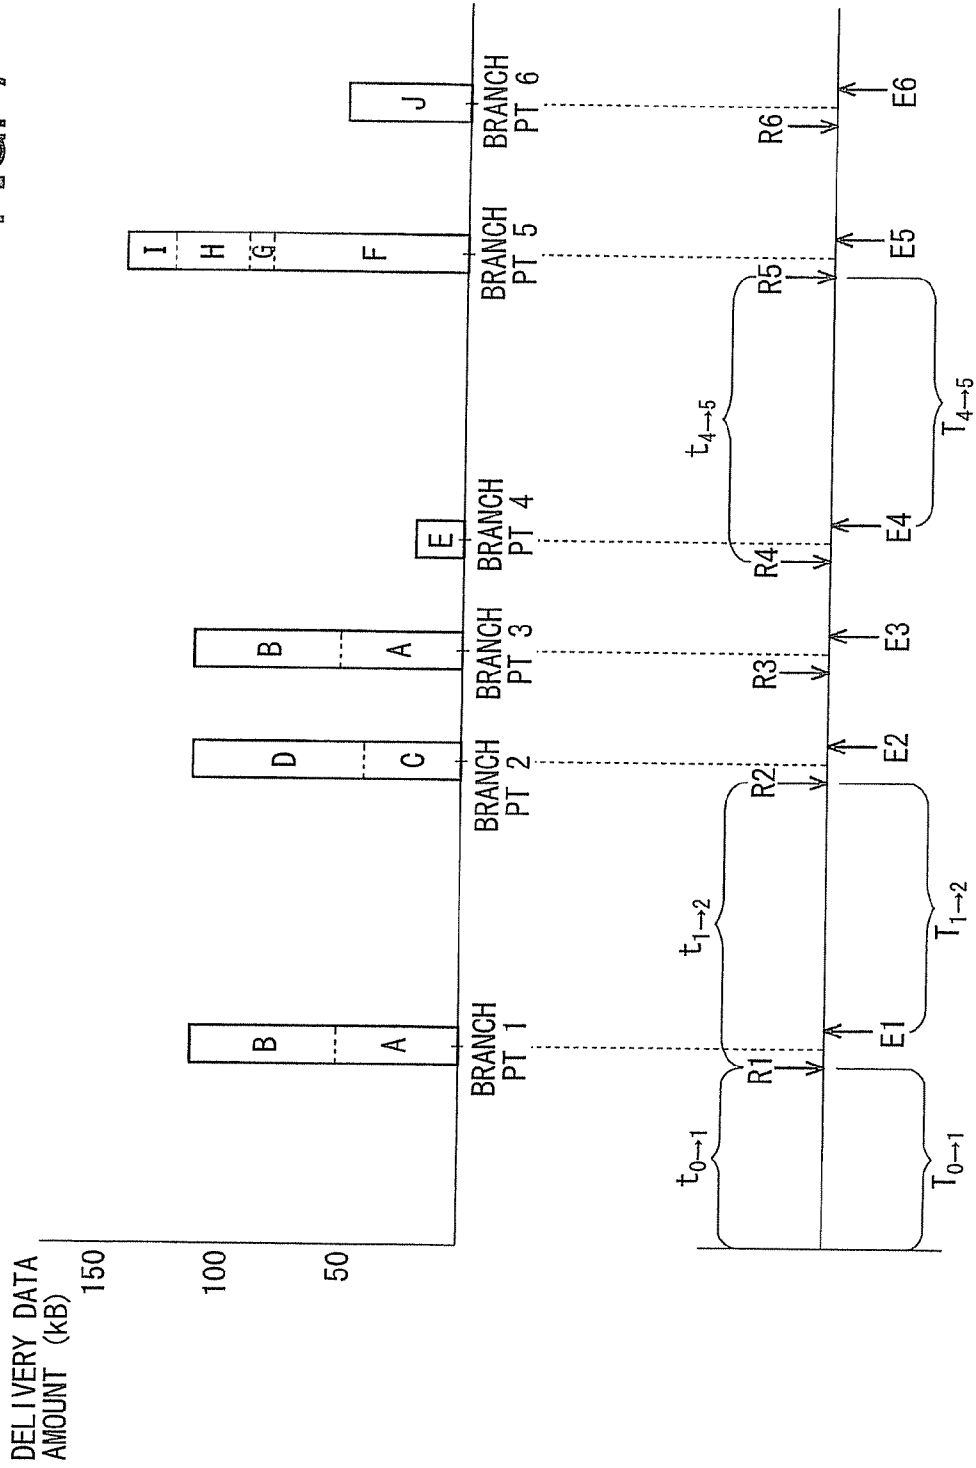 DELIVERY DATA
AMOUNT (kB)
150
100
50
B
A
D
C
B
A
E
I
H
G
F
J
BRANCH
PT 1
BRANCH
PT 2
BRANCH
PT 3
BRANCH
PT 4
BRANCH
PT 5
BRANCH
PT 6
t0→1
t1→2
t4→5
R1
R2
R3
R4
R5
R6
E1
E2
E3
E4
E5
E6
T0→1
T1→2
T4→5